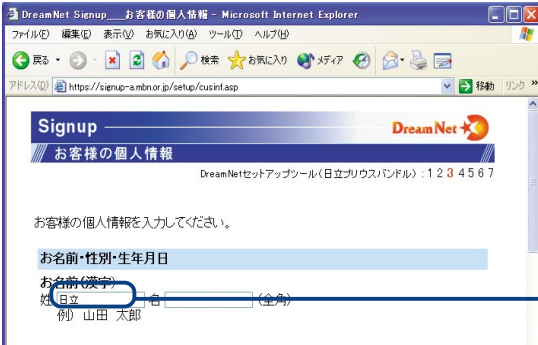 DreamNet Signup___お客様の個人情報 - Microsoft Internet Explorer
ファイル(F) 編集(E) 表示(V) お気に入り(A) ツール(T) ヘルプ(H)
戻る 検索 お気に入り メディア
アドレス(D) https://signup-a.mbn.or.jp/setup/cusinf.asp 移動 リンク »
Signup
DreamNet
お客様の個人情報
DreamNetセットアップツール(日立プリウスバンドル) : 1 2 3 4 5 6 7
お客様の個人情報を入力してください。
お名前・性別・生年月日
お名前(漢字)
姓 日立 名 (全角)
例) 山田 太郎